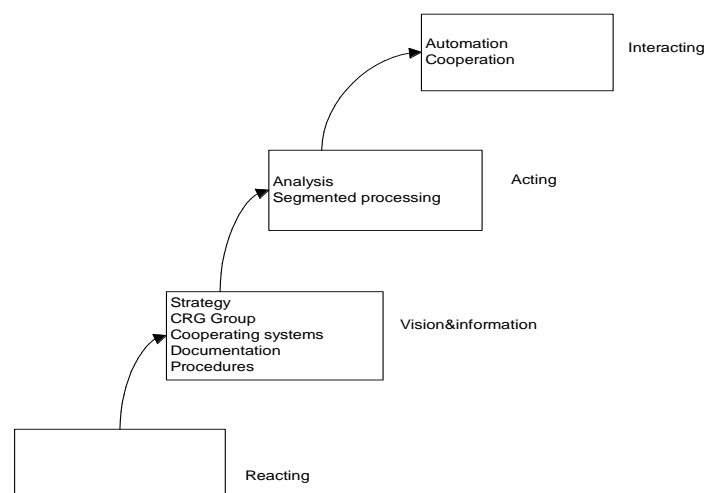 Automation
Cooperation
Interacting
Analysis
Segmented processing
Acting
Strategy
CRG Group
Cooperating systems
Documentation
Procedures
Vision&information
Reacting